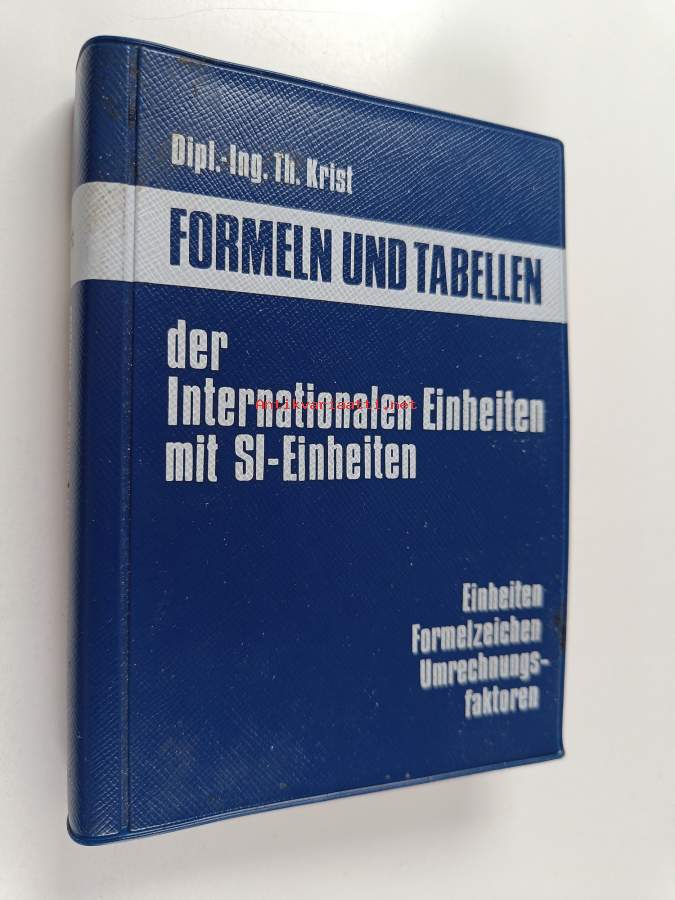 Dipl.-Ing. Th. Krist
FORMELN UND TABELLEN
der
Internationalen Einheiten
Antikvariaatti.net
mit SI-Einheiten
Einheiten
Formelzeichen
Umrechnungs-
faktoren